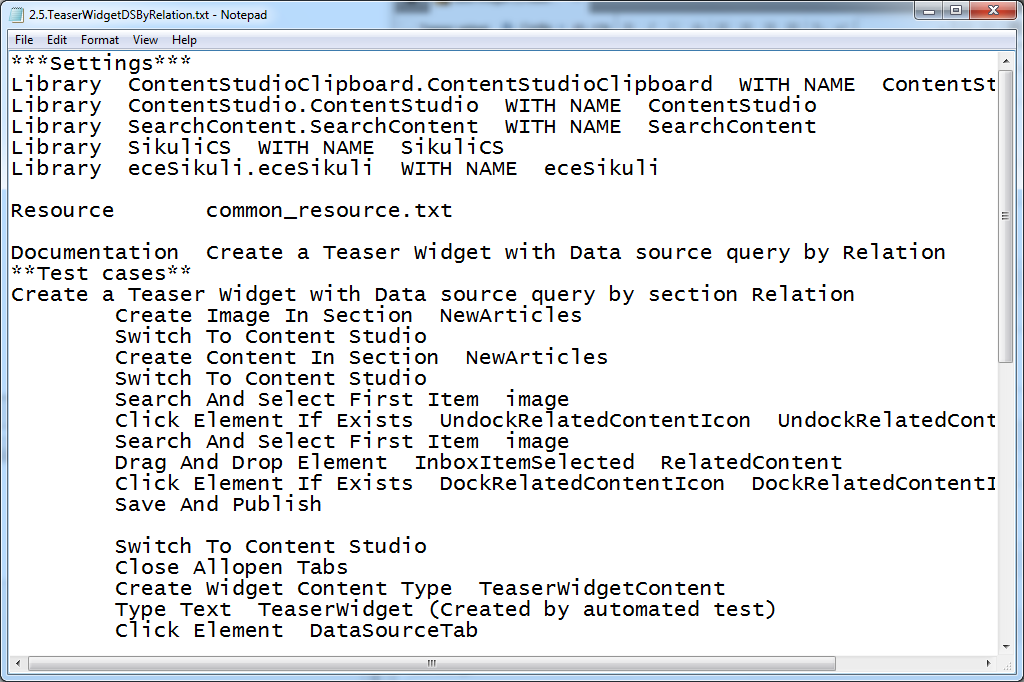 2.5.TeaserWidgetDSByRelation.txt - Notepad
File Edit Format View Help
***Settings***
Library  ContentStudioClipboard.ContentStudioClipboard  WITH NAME  ContentSt
Library  ContentStudio.ContentStudio  WITH NAME  ContentStudio
Library  SearchContent.SearchContent  WITH NAME  SearchContent
Library  SikuliCS  WITH NAME  SikuliCS
Library  eceSikuli.eceSikuli  WITH NAME  eceSikuli
Resource       common_resource.txt
Documentation  Create a Teaser Widget with Data source query by Relation
**Test cases**
Create a Teaser Widget with Data source query by section Relation
Create Image In Section  NewArticles
Switch To Content Studio
Create Content In Section  NewArticles
Switch To Content Studio
Search And Select First Item  image
Click Element If Exists  UndockRelatedContentIcon  UndockRelatedCont
Search And Select First Item  image
Drag And Drop Element  InboxItemSelected  RelatedContent
Click Element If Exists  DockRelatedContentIcon  DockRelatedContentI
Save And Publish
Switch To Content Studio
Close Allopen Tabs
Create Widget Content Type  TeaserWidgetContent
Type Text  TeaserWidget (Created by automated test)
Click Element  DataSourceTab